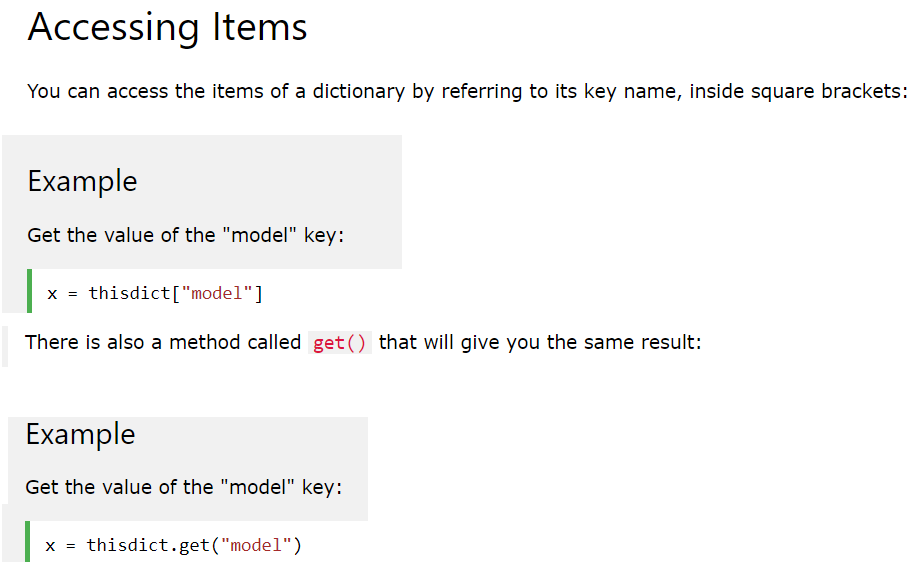 Accessing Items
You can access the items of a dictionary by referring to its key name, inside square brackets:
Example
Get the value of the "model" key:
x = thisdict["model"]
There is also a method called get() that will give you the same result:
Example
Get the value of the "model" key:
x = thisdict.get("model")